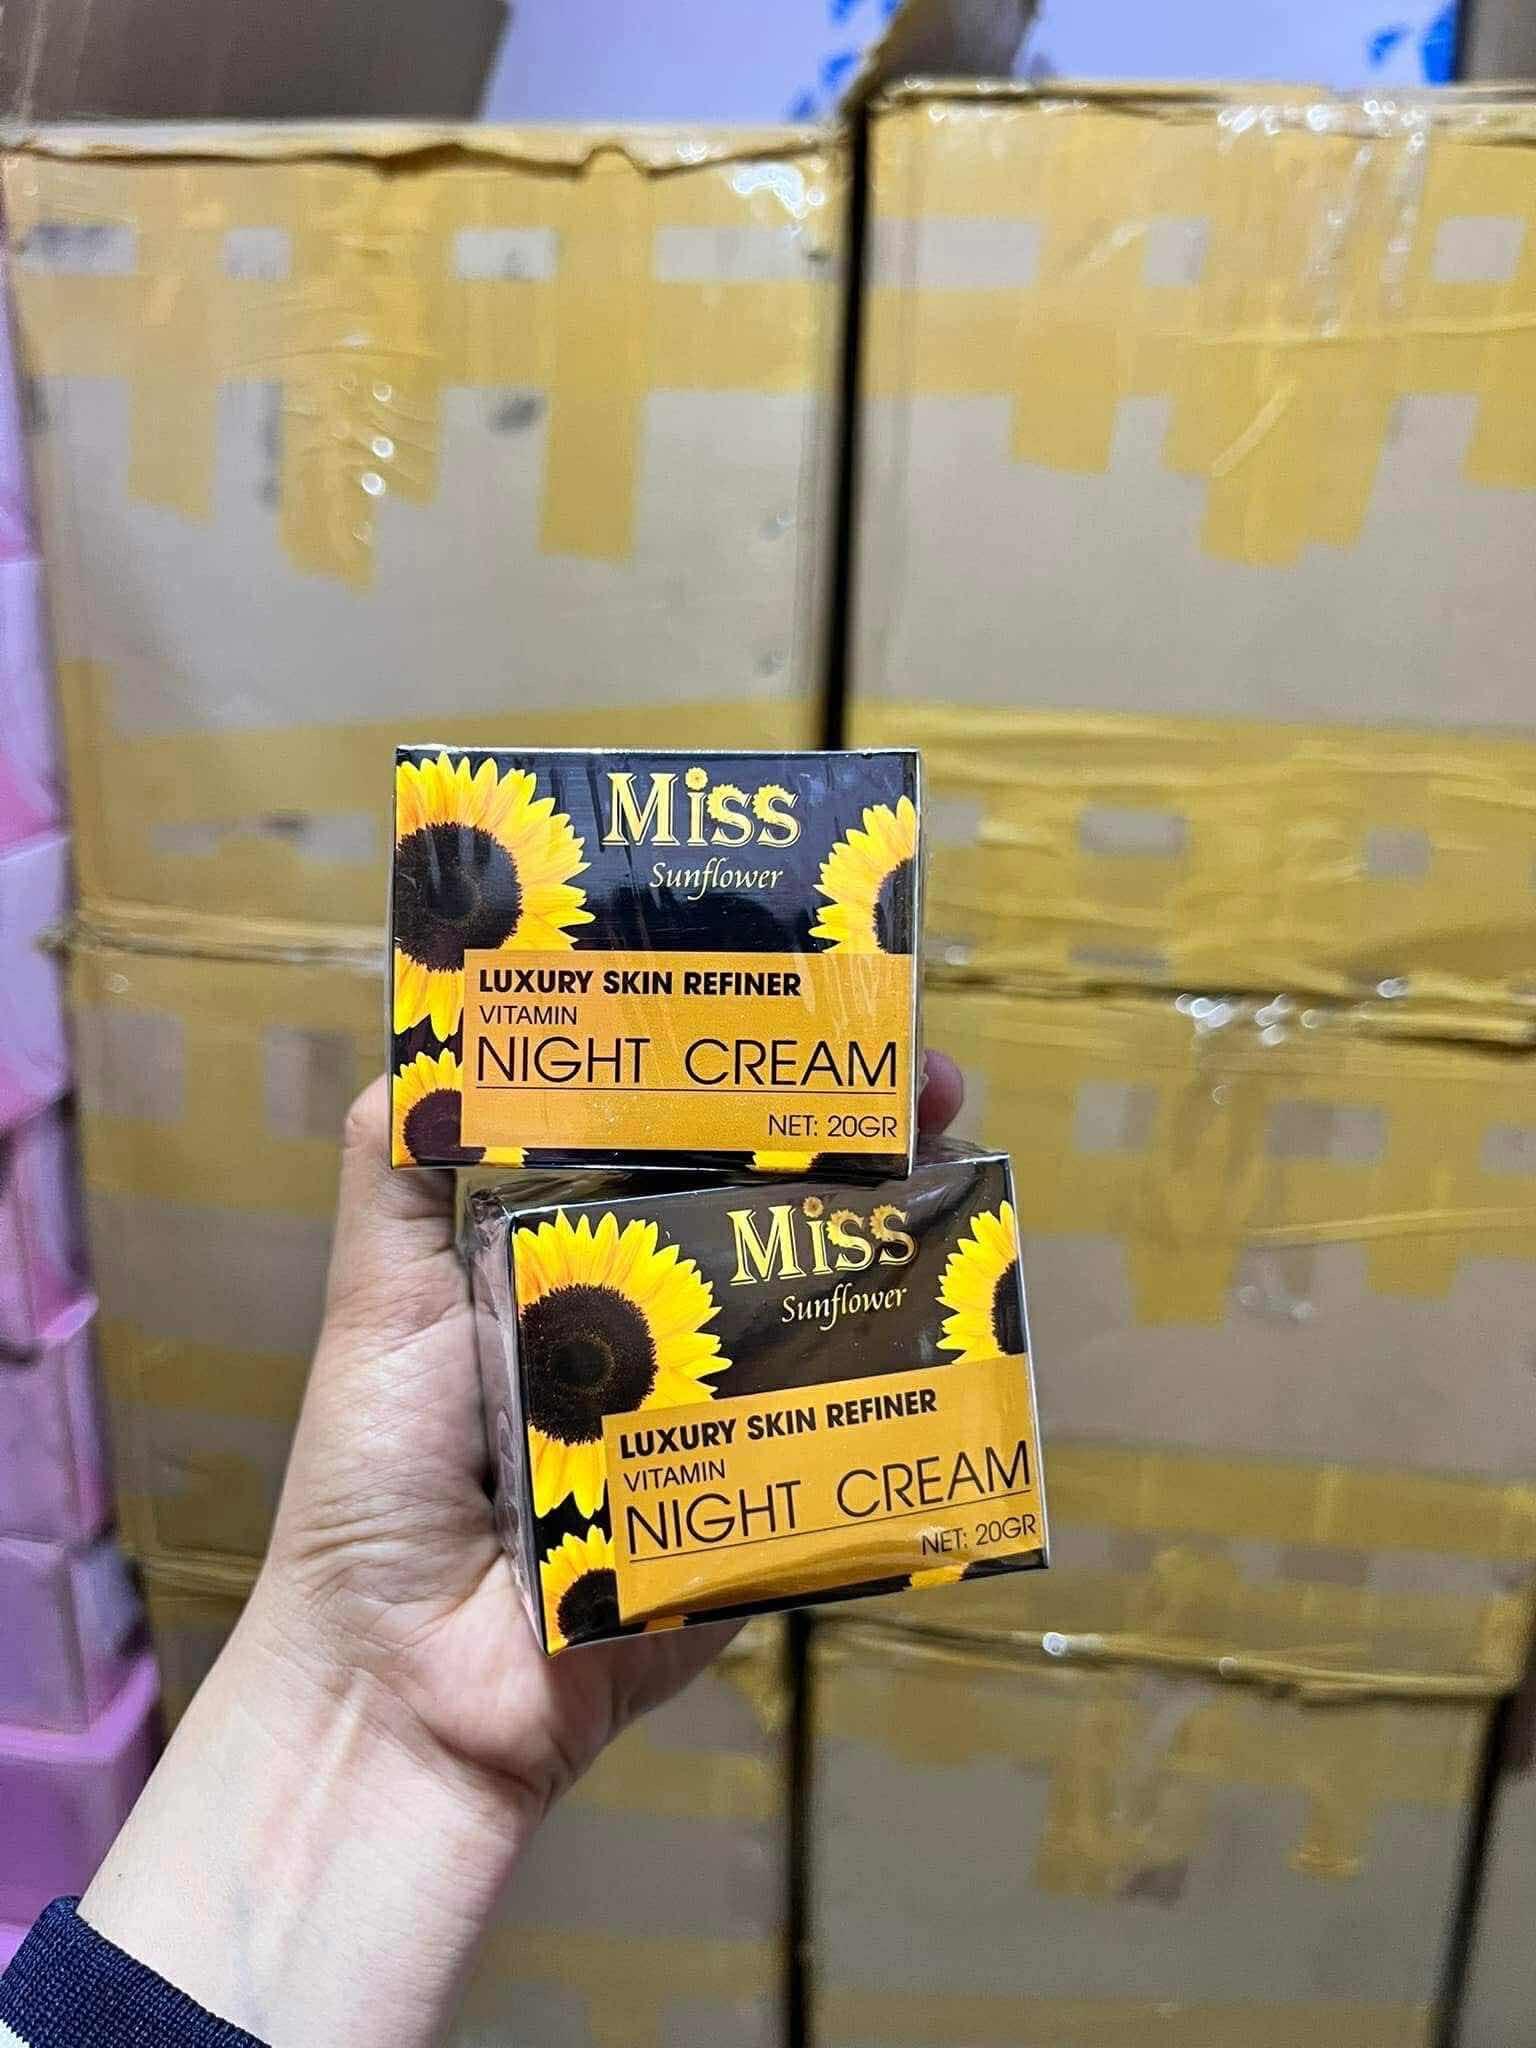 Miss
Sunflower
LUXURY SKIN REFINER
VITAMIN
NIGHT CREAM
NET: 20GR
Miss
Sunflower
LUXURY SKIN REFINER
VITAMIN
NIGHT CREAM
NET: 20GR